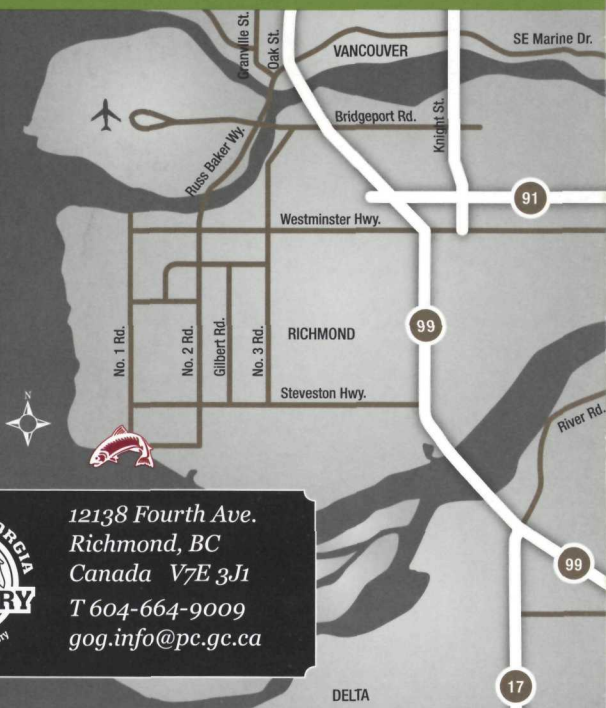 Granville St.
Oak St.
VANCOUVER
SE Marine Dr.
Bridgeport Rd.
Knight St.
Russ Baker Wy.
91
Westminster Hwy.
99
No. 1 Rd.
No. 2 Rd.
Gilbert Rd.
No. 3 Rd.
RICHMOND
Steveston Hwy.
River Rd.
N
12138 Fourth Ave.
Richmond, BC
Canada V7E 3J1
T 604-664-9009
gog.info@pc.gc.ca
99
17
DELTA